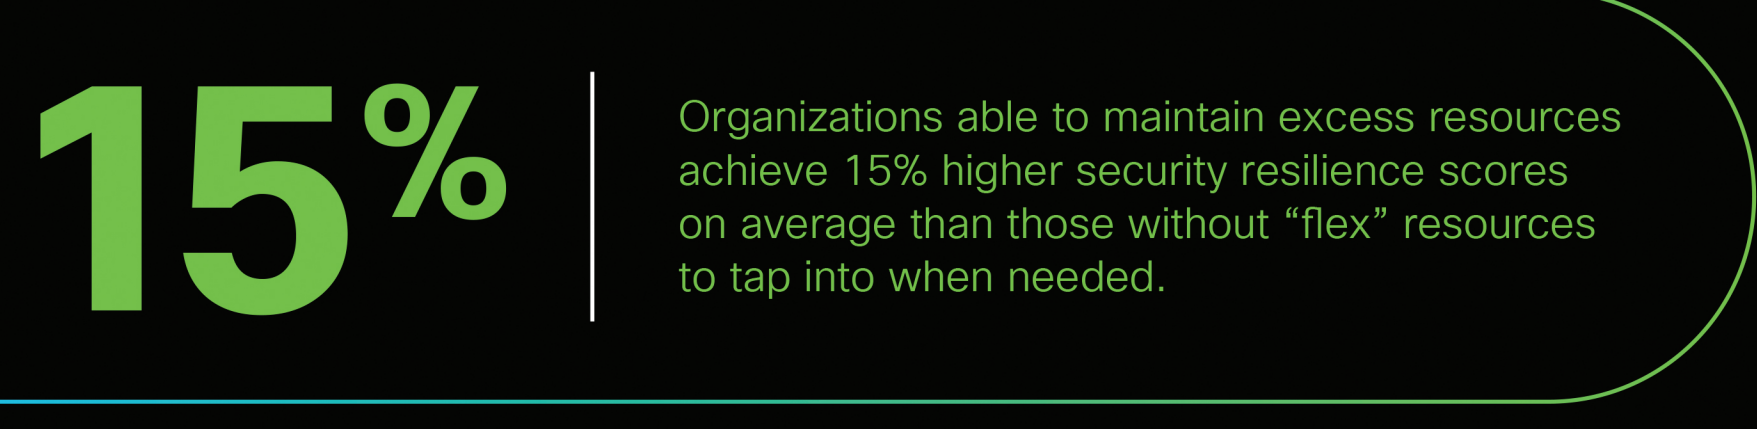 15%
Organizations able to maintain excess resources
achieve 15% higher security resilience scores
on average than those without “flex” resources
to tap into when needed.